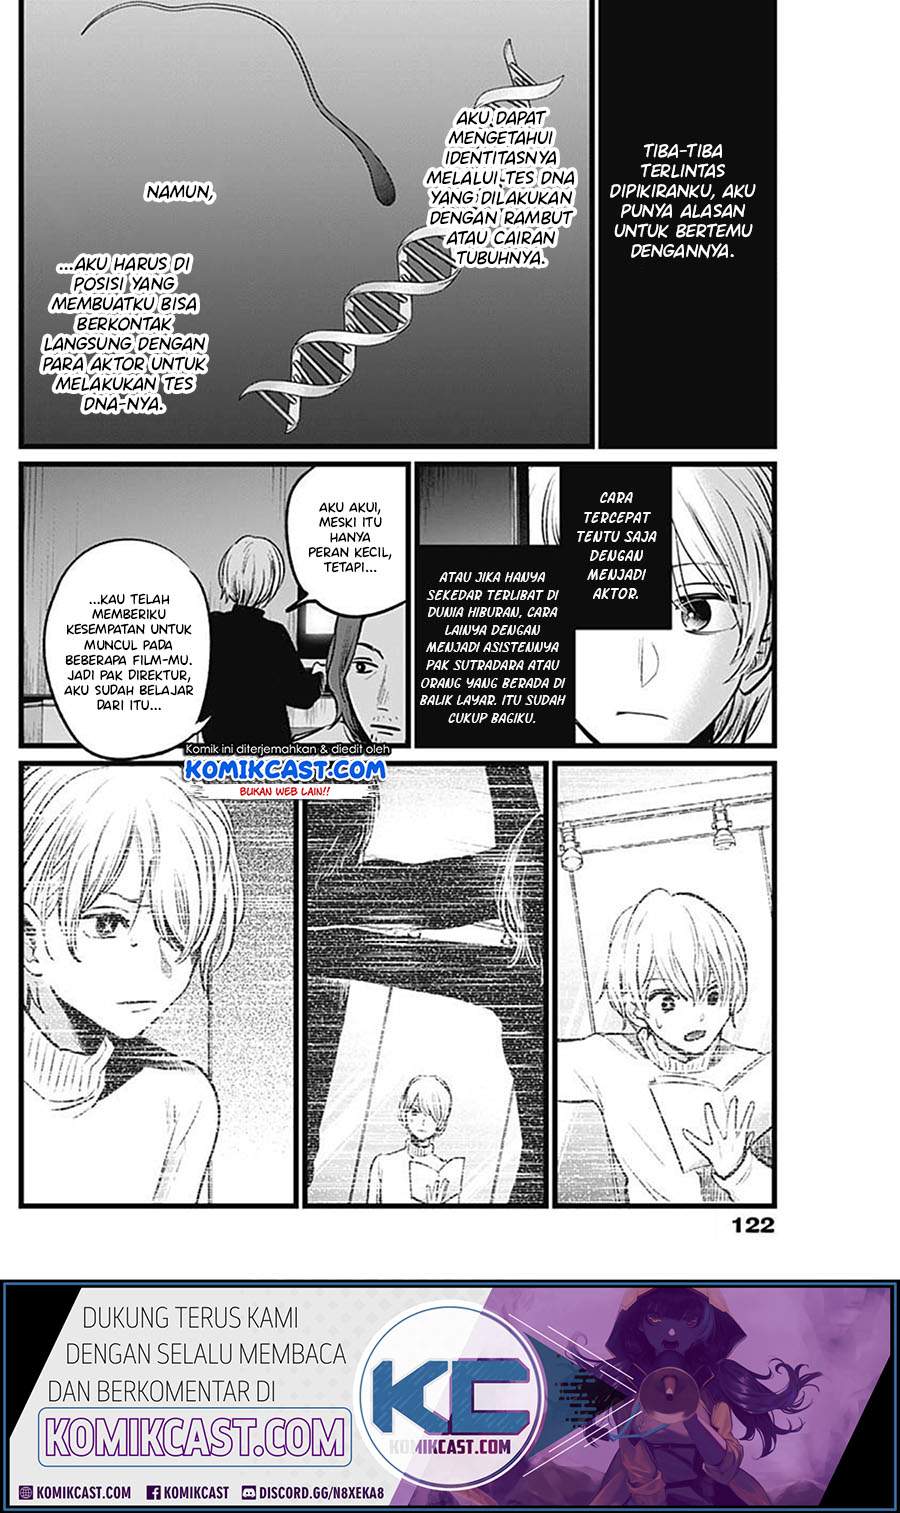 TIBA-TIBA
TERLINTAS
DIPIKIRANKU, AKU
PUNYA ALASAN
UNTUK BERTEMU
DENGANNYA.
AKU DAPAT
MENGETAHUI
IDENTITASNYA
MELALUI TES DNA
YANG DILAKUKAN
DENGAN RAMBUT
ATAU CAIRAN
TUBUHNYA.
NAMUN,
...AKU HARUS DI
POSISI YANG
MEMBUATKU BISA
BERKONTAK
LANGSUNG DENGAN
PARA AKTOR UNTUK
MELAKUKAN TES
DNA-NYA.
CARA
TERCEPAT
TENTU SAJA
DENGAN
MENJADI
AKTOR.
ATAU JIKA HANYA
SEKEDAR TERLIBAT DI
DUNIA HIBURAN, CARA
LAINYA DENGAN
MENJADI ASISTENNYA
PAK SUTRADARA ATAU
ORANG YANG BERADA DI
BALIK LAYAR. ITU SUDAH
CUKUP BAGIKU.
AKU AKUI,
MESKI ITU
HANYA
PERAN KECIL,
TETAPI...
...KAU TELAH
MEMBERIKU
KESEMPATAN UNTUK
MUNCUL PADA
BEBERAPA FILM-MU.
JADI PAK DIREKTUR,
AKU SUDAH BELAJAR
DARI ITU...
Komik ini diterjemahkan & diedit oleh
KOMIKCAST.COM
BUKAN WEB LAIN!!
122
DUKUNG TERUS KAMI
DENGAN SELALU MEMBACA
DAN BERKOMENTAR DI
KOMIKCAST.COM
KOMIKCAST.COM KOMIKCAST DISCORD.GG/N8XEKA8
KC
KOMIKCAST.COM